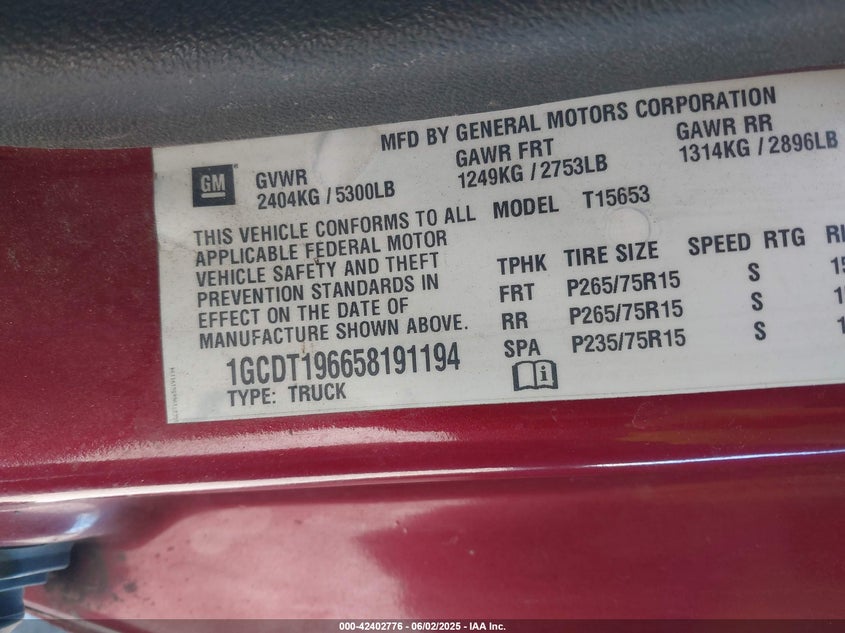 MFD BY GENERAL MOTORS CORPORATION
GM
GVWR GAWR FRT GAWR RR
2404KG / 5300LB 1249KG / 2753LB 1314KG / 2896LB
THIS VEHICLE CONFORMS TO ALL
APPLICABLE FEDERAL MOTOR
VEHICLE SAFETY AND THEFT
PREVENTION STANDARDS IN
EFFECT ON THE DATE OF
MANUFACTURE SHOWN ABOVE.
1GCDT196658191194
TYPE: TRUCK
MODEL T15653
TPHK TIRE SIZE SPEED RTG
FRT P265/75R15 S
RR P265/75R15 S
SPA P235/75R15 S
000-42402776 - 06/02/2025 - IAA Inc.